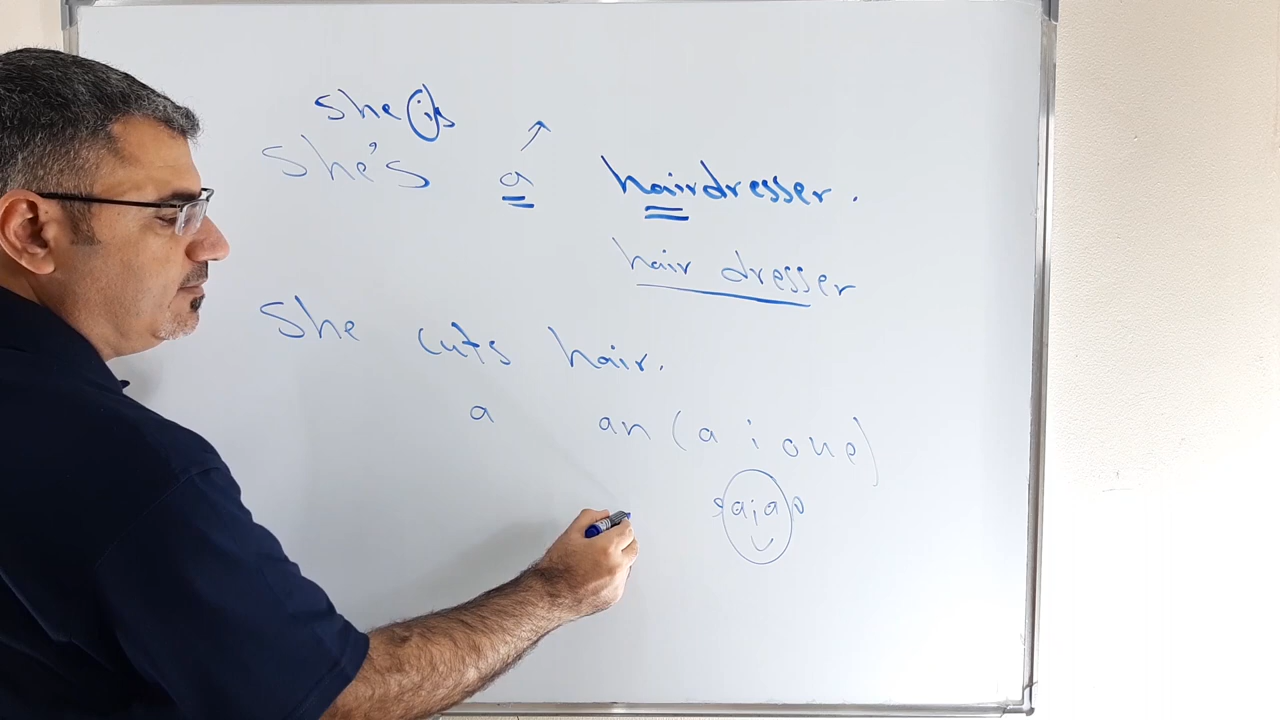 she is
she's a hairdresser.
hair dresser
She cuts hair.
a an (a i o u e)
e a i a o